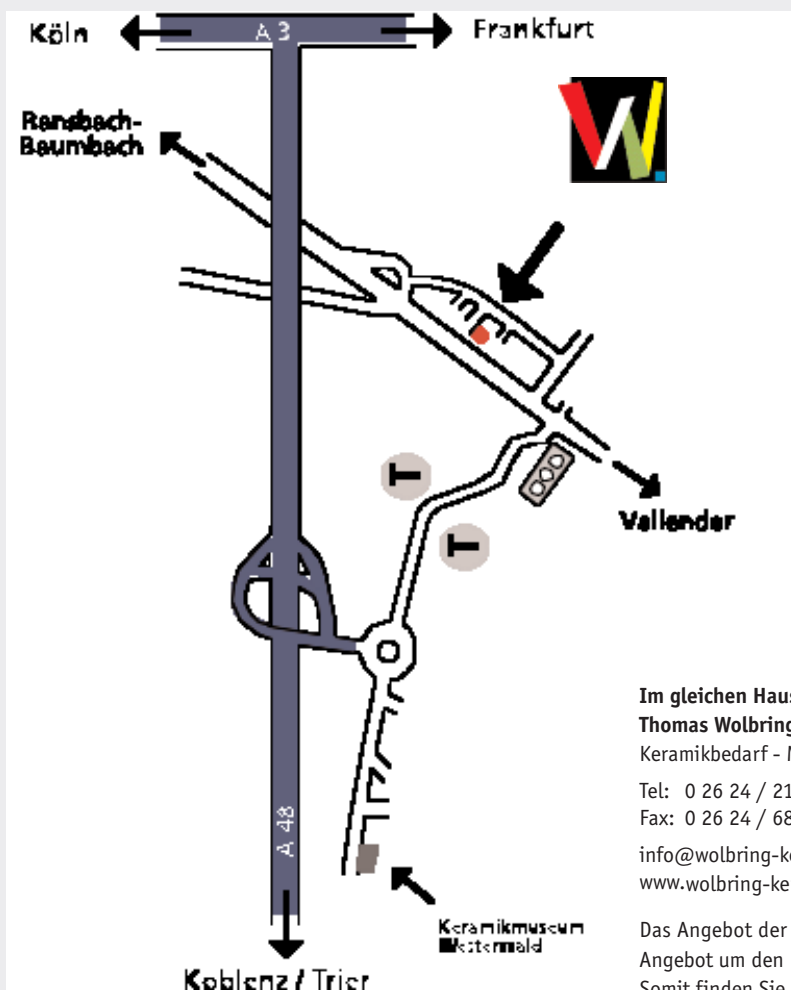 Köln
A 3
Frankfurt
Ransbach-
Baumbach
T
T
Vallendar
A 48
Keramikmuseum
Westerwald
Koblenz / Trier
Im gleichen
Thomas Wolbring
Keramikbedarf -
Tel: 0 26 24 / 21
Fax: 0 26 24 / 68
info@wolbring-ke
www.wolbring-ke
Das Angebot der
Angebot um den
Somit finden Sie